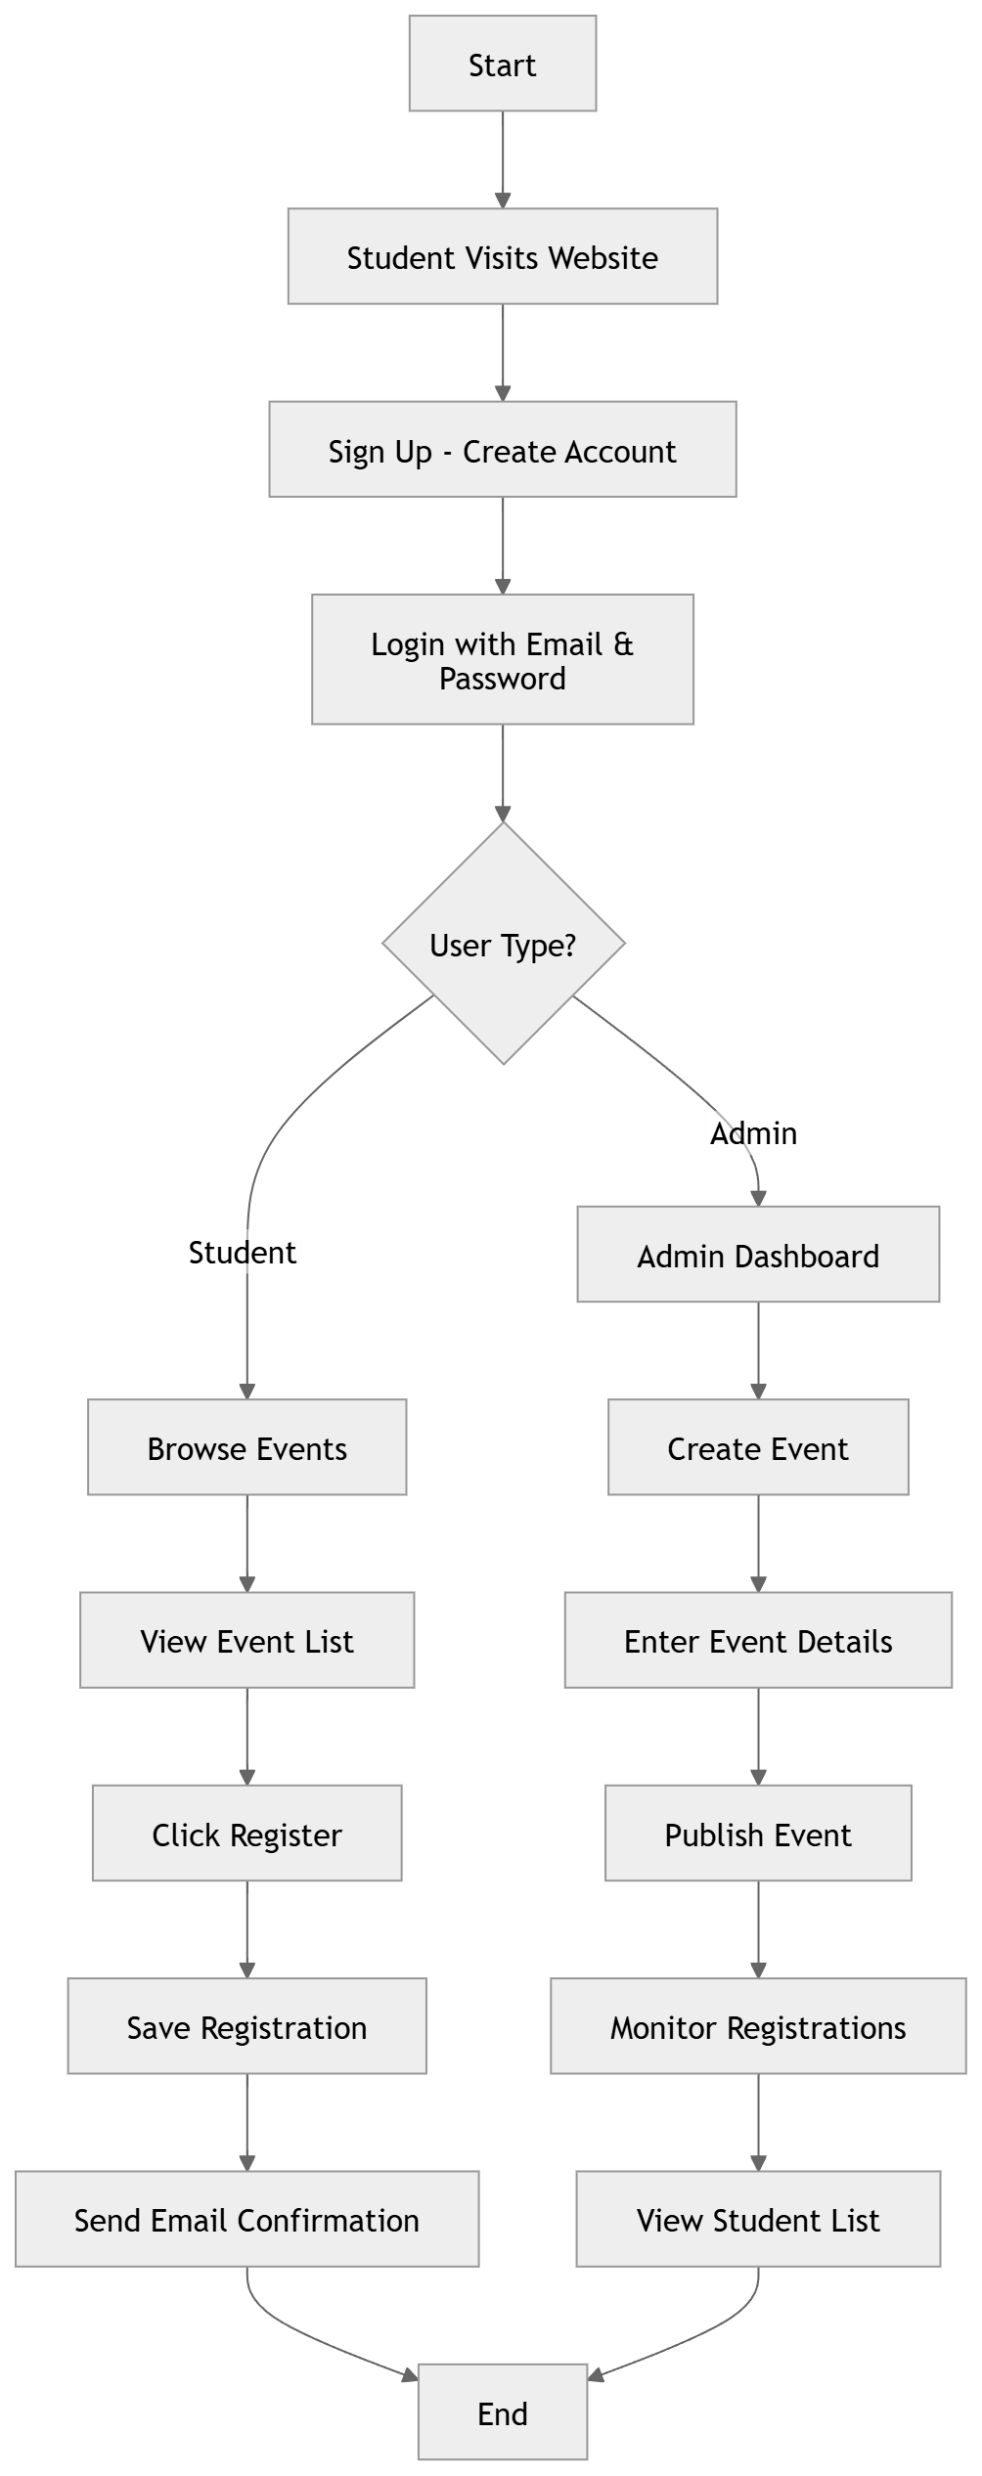 Start
Student Visits Website
Sign Up - Create Account
Login with Email &
Password
User Type?
Admin
Student
Admin Dashboard
Browse Events
Create Event
View Event List
Enter Event Details
Click Register
Publish Event
Save Registration
Monitor Registrations
Send Email Confirmation
View Student List
End